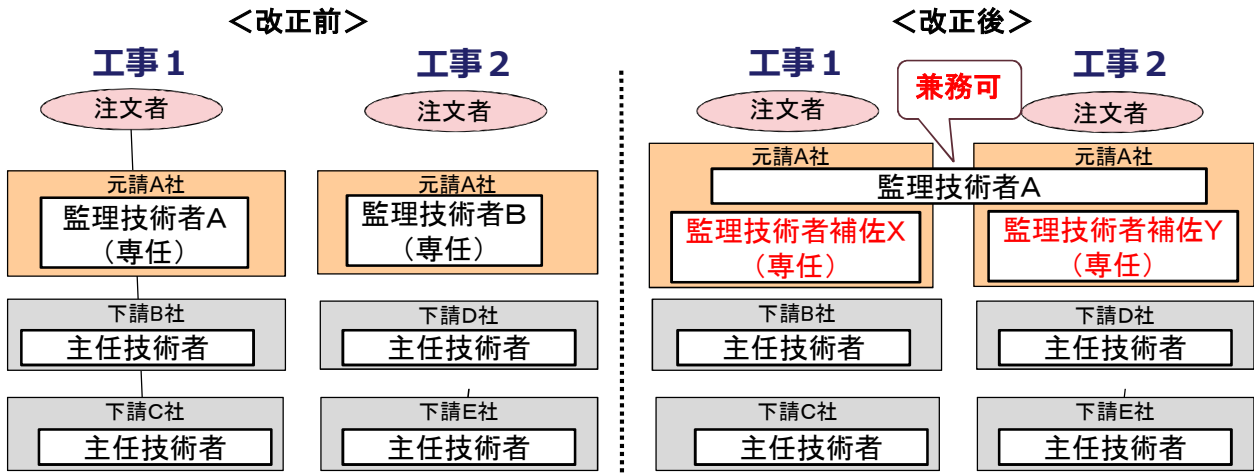 <改正前>
工事1
工事2
注文者
注文者
元請A社
監理技術者A
(専任)
元請A社
監理技術者B
(専任)
下請B社
主任技術者
下請D社
主任技術者
下請C社
主任技術者
下請E社
主任技術者
<改正後>
工事1
兼務可
工事2
注文者
注文者
元請A社
元請A社
監理技術者A
監理技術者補佐X
(専任)
監理技術者補佐Y
(専任)
下請B社
主任技術者
下請D社
主任技術者
下請C社
主任技術者
下請E社
主任技術者